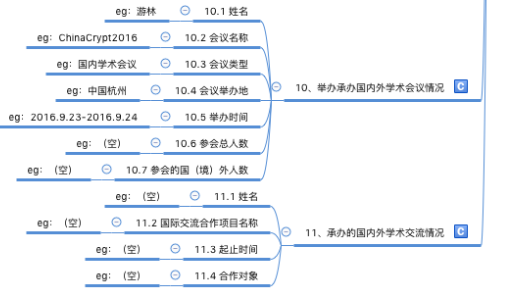 eg：游林 10.1 姓名
eg：ChinaCrypt2016 10.2 会议名称
eg：国内学术会议 10.3 会议类型
eg：中国杭州 10.4 会议举办地
10、举办承办国内外学术会议情况 C
eg：2016.9.23-2016.9.24 10.5 举办时间
eg：（空） 10.6 参会总人数
eg：（空） 10.7 参会的国（境）外人数
eg：（空） 11.1 姓名
eg：（空） 11.2 国际交流合作项目名称
11、承办的国内外学术交流情况 C
eg：（空） 11.3 起止时间
eg：（空） 11.4 合作对象